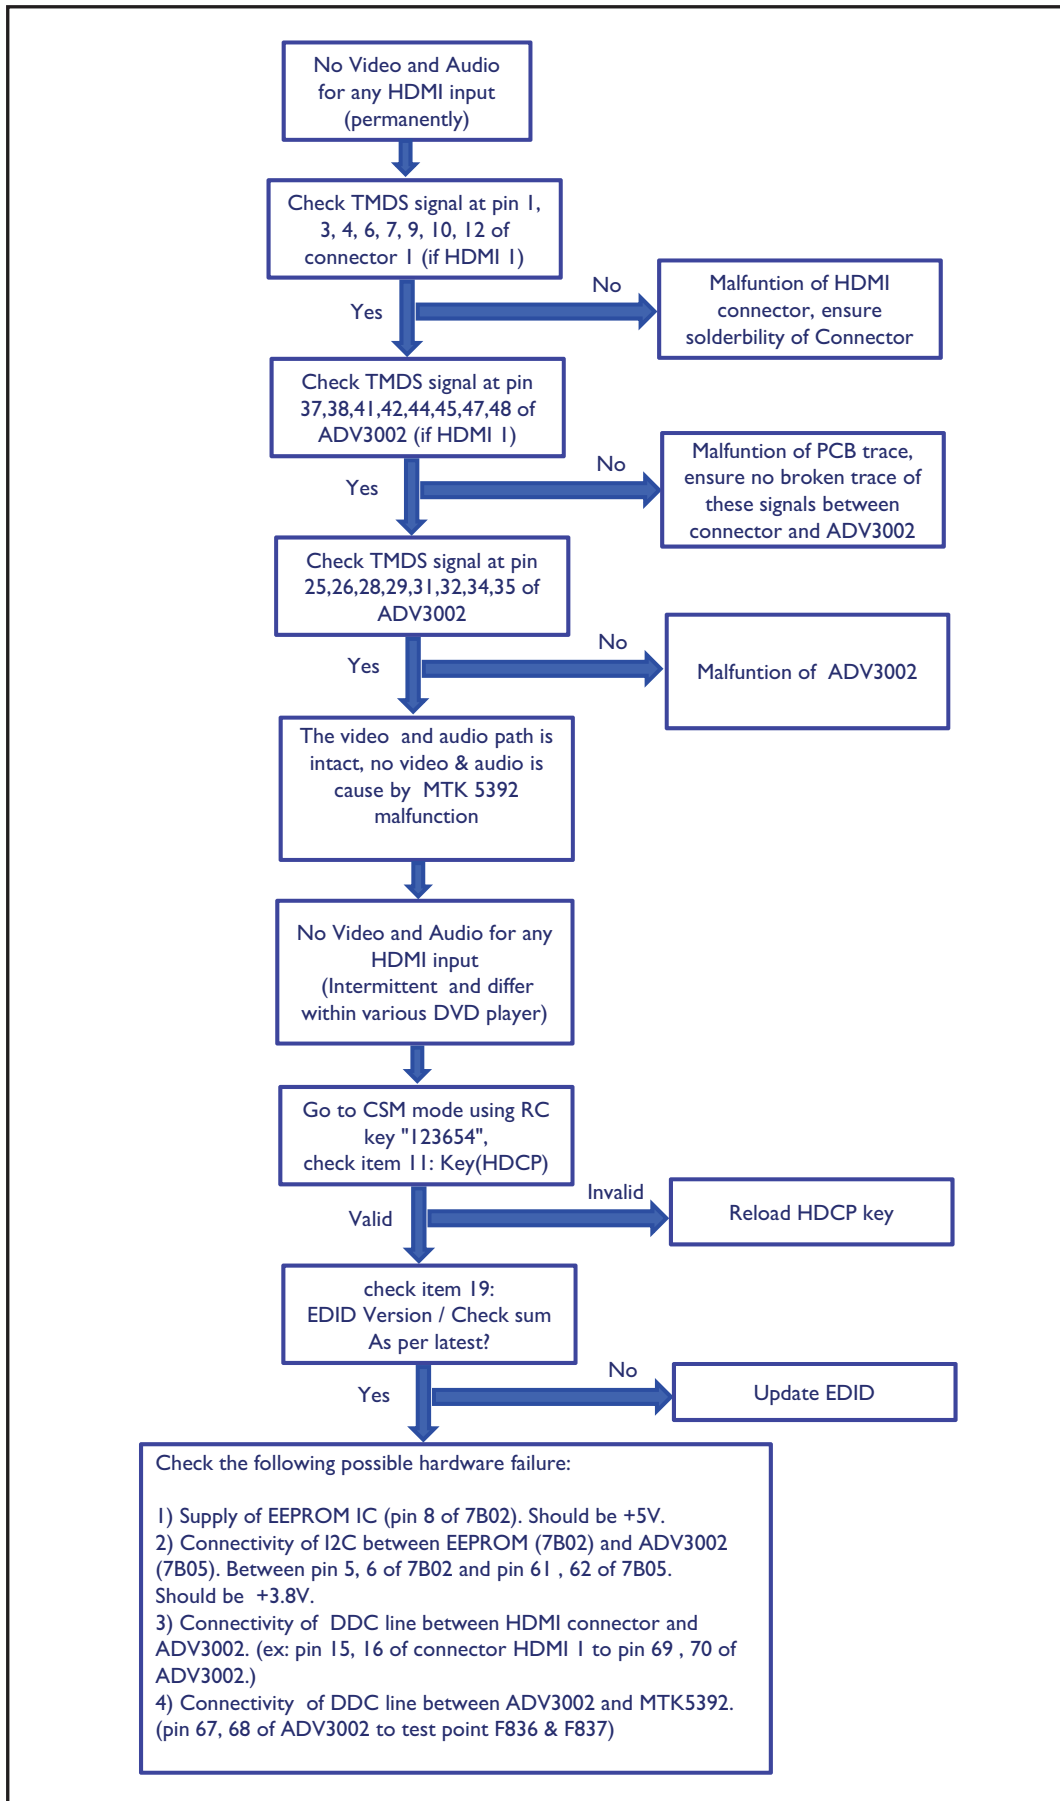 No Video and Audio
for any HDMI input
(permanently)
Check TMDS signal at pin 1,
3, 4, 6, 7, 9, 10, 12 of
connector 1 (if HDMI 1)
No
Yes
Malfuntion of HDMI
connector, ensure
solderbility of Connector
Check TMDS signal at pin
37,38,41,42,44,45,47,48 of
ADV3002 (if HDMI 1)
No
Yes
Malfuntion of PCB trace,
ensure no broken trace of
these signals between
connector and ADV3002
Check TMDS signal at pin
25,26,28,29,31,32,34,35 of
ADV3002
No
Yes
Malfuntion of  ADV3002
The video  and audio path is
intact, no video & audio is
cause by  MTK 5392
malfunction
No Video and Audio for any
HDMI input
(Intermittent  and differ
within various DVD player)
Go to CSM mode using RC
key "123654",
check item 11: Key(HDCP)
Invalid
Valid
Reload HDCP key
check item 19:
EDID Version / Check sum
As per latest?
No
Yes
Update EDID
Check the following possible hardware failure:
1) Supply of EEPROM IC (pin 8 of 7B02). Should be +5V.
2) Connectivity of I2C between EEPROM (7B02) and ADV3002
(7B05). Between pin 5, 6 of 7B02 and pin 61 , 62 of 7B05.
Should be  +3.8V.
3) Connectivity of  DDC line between HDMI connector and
ADV3002. (ex: pin 15, 16 of connector HDMI 1 to pin 69 , 70 of
ADV3002.)
4) Connectivity  of DDC line between ADV3002 and MTK5392.
(pin 67, 68 of ADV3002 to test point F836 & F837)